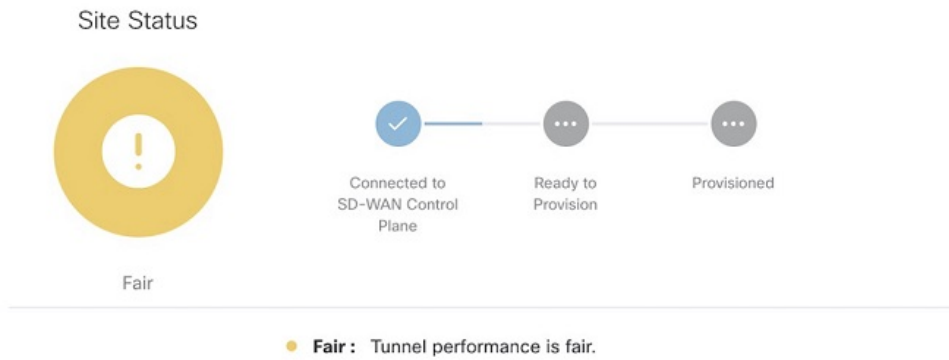 Site Status
Connected to
SD-WAN Control
Plane
Ready to
Provision
Provisioned
Fair
Fair : Tunnel performance is fair.